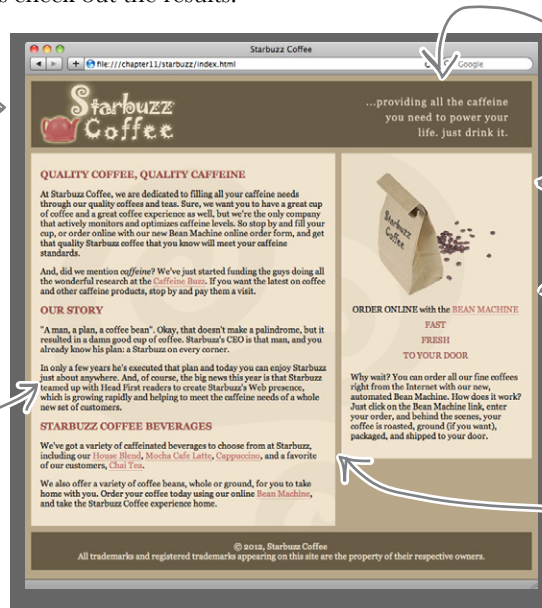 s check out the results.
Starbuzz Coffee
file:///chapter11/starbuzz/index.html
Google
Starbuzz
Coffee
...providing all the caffeine
you need to power your
life. just drink it.
QUALITY COFFEE, QUALITY CAFFEINE
At Starbuzz Coffee, we are dedicated to filling all your caffeine needs
through our quality coffees and teas. Sure, we want you to have a great cup
of coffee and a great coffee experience as well, but we're the only company
that actively monitors and optimizes caffeine levels. So stop by and fill your
cup, or order online with our new Bean Machine online order form, and get
that quality Starbuzz coffee that you know will meet your caffeine
standards.
And, did we mention caffeine? We've just started funding the guys doing all
the wonderful research at the Caffeine Buzz. If you want the latest on coffee
and other caffeine products, stop by and pay them a visit.
OUR STORY
"A man, a plan, a coffee bean". Okay, that doesn't make a palindrome, but it
resulted in a damn good cup of coffee. Starbuzz's CEO is that man, and you
already know his plan: a Starbuzz on every corner.
In only a few years he's executed that plan and today you can enjoy Starbuzz
just about anywhere. And, of course, the big news this year is that Starbuzz
teamed up with Head First readers to create Starbuzz's Web presence,
which is growing rapidly and helping to meet the caffeine needs of a whole
new set of customers.
STARBUZZ COFFEE BEVERAGES
We've got a variety of caffeinated beverages to choose from at Starbuzz,
including our House Blend, Mocha Cafe Latte, Cappuccino, and a favorite
of our customers, Chai Tea.
We also offer a variety of coffee beans, whole or ground, for you to take
home with you. Order your coffee today using our online Bean Machine,
and take the Starbuzz Coffee experience home.
Starbuzz
Coffee
ORDER ONLINE with the BEAN MACHINE
FAST
FRESH
TO YOUR DOOR
Why wait? You can order all our fine coffees
right from the Internet with our new,
automated Bean Machine. How does it work?
Just click on the Bean Machine link, enter
your order, and behind the scenes, your
coffee is roasted, ground (if you want),
packaged, and shipped to your door.
© 2012, Starbuzz Coffee
All trademarks and registered trademarks appearing on this site are the property of their respective owners.